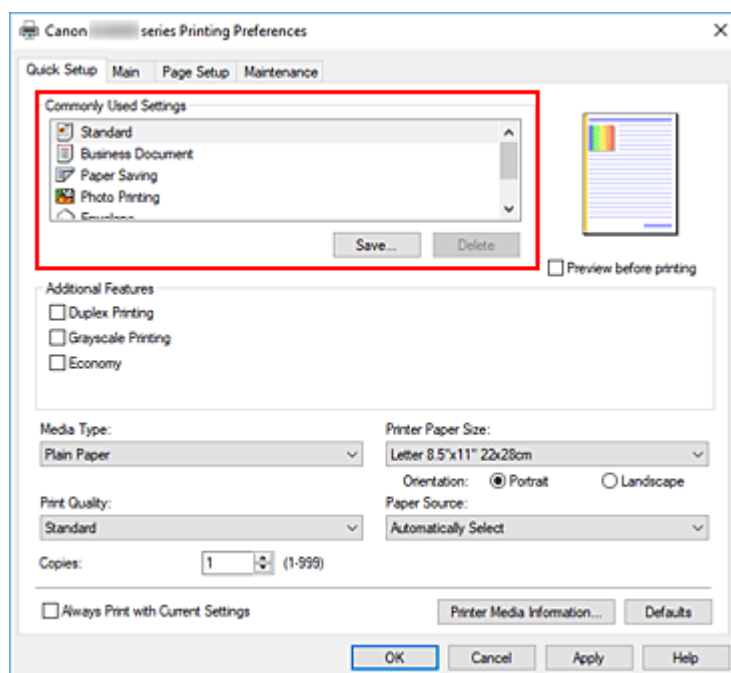 Canon series Printing Preferences
Quick Setup Main Page Setup Maintenance
Commonly Used Settings
Standard
Business Document
Paper Saving
Photo Printing
Envelope
Save... Delete
Preview before printing
Additional Features
Duplex Printing
Grayscale Printing
Economy
Media Type: Printer Paper Size:
Plain Paper Letter 8.5"x11" 22x28cm
Orientation: Portrait Landscape
Print Quality: Paper Source:
Standard Automatically Select
Copies: 1 (1-999)
Always Print with Current Settings Printer Media Information... Defaults
OK Cancel Apply Help